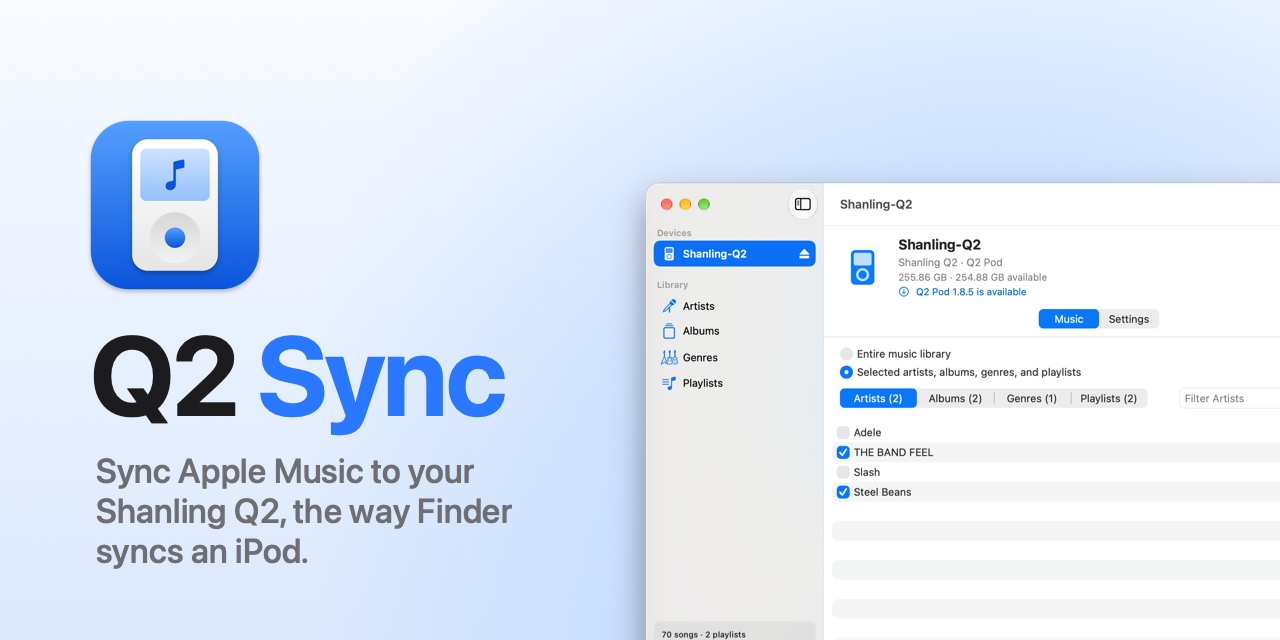 Q2 Sync
Sync Apple Music to your
Shanling Q2, the way Finder
syncs an iPod.
Devices
Shanling-Q2
Library
Artists
Albums
Genres
Playlists
70 songs · 2 playlists
Shanling-Q2
Shanling-Q2
Shanling Q2 · Q2 Pod
255.86 GB · 254.88 GB available
Q2 Pod 1.8.5 is available
Music Settings
Entire music library
Selected artists, albums, genres, and playlists
Artists (2) Albums (2) Genres (1) Playlists (2) Filter Artists
Adele
THE BAND FEEL
Slash
Steel Beans